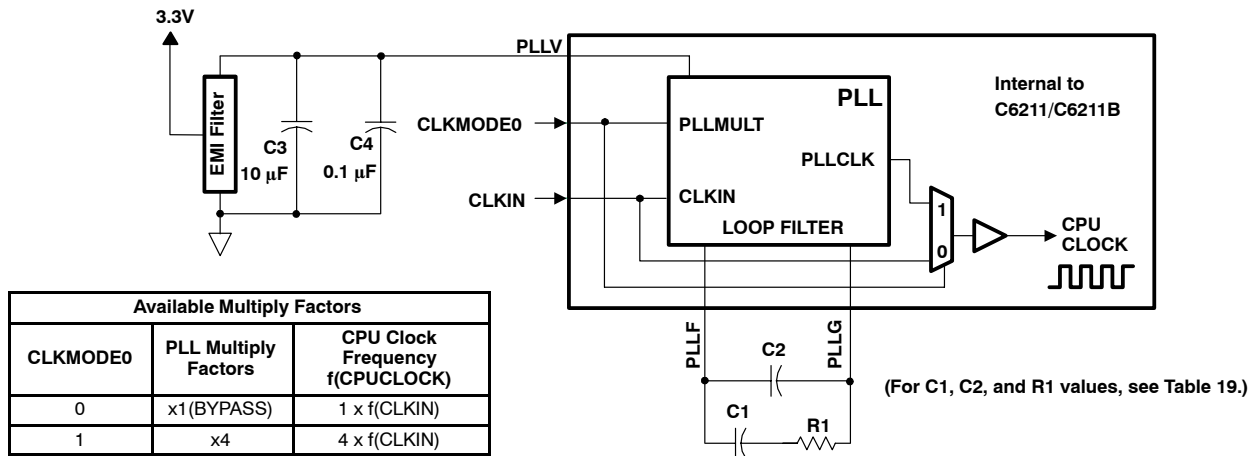 3.3V
PLLV
EMI Filter
C3
10 μF
C4
0.1 μF
CLKMODE0
CLKIN
PLL
PLLMULT
PLLCLK
CLKIN
LOOP FILTER
Internal to
C6211/C6211B
1
0
CPU
CLOCK
PLLF
PLLG
C2
C1
R1
(For C1, C2, and R1 values, see Table 19.)
Available Multiply Factors
CLKMODE0
PLL Multiply
Factors
CPU Clock
Frequency
f(CPUCLOCK)
0
x1(BYPASS)
1 x f(CLKIN)
1
x4
4 x f(CLKIN)